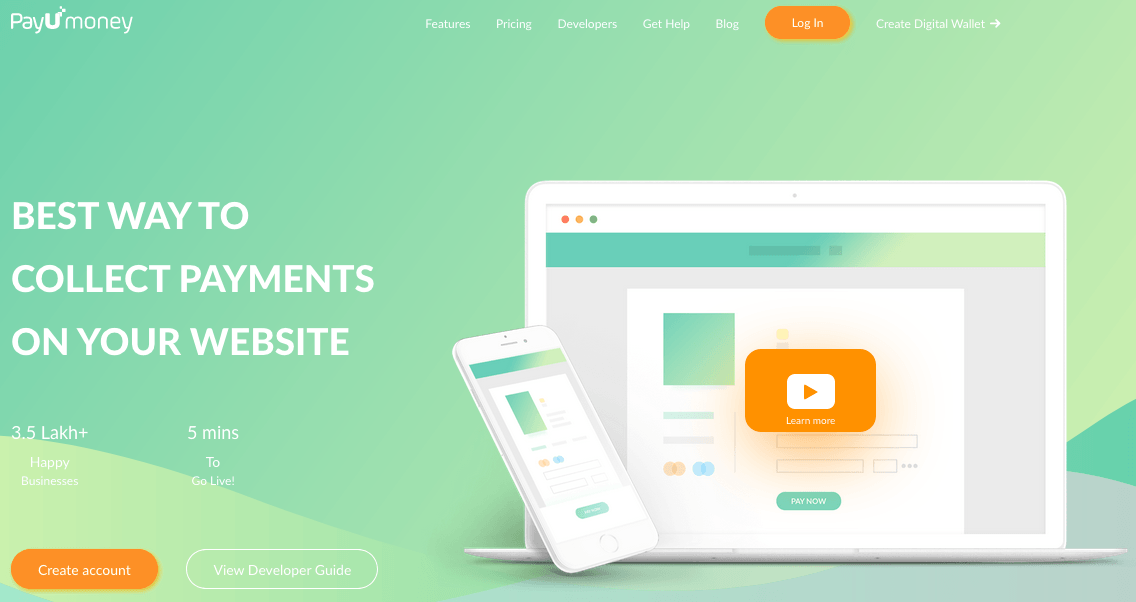 PayUmoney
Features Pricing Developers Get Help Blog Log In Create Digital Wallet →
BEST WAY TO
COLLECT PAYMENTS
ON YOUR WEBSITE
3.5 Lakh+
Happy
Businesses
5 mins
To
Go Live!
Create account
View Developer Guide
Learn more
PAY NOW